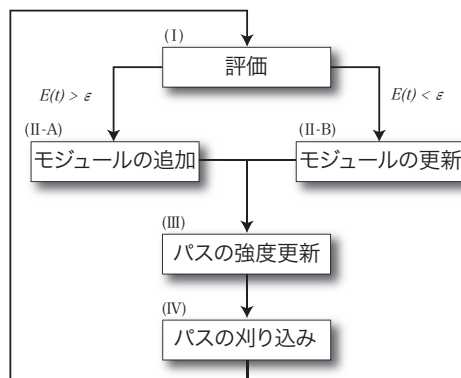 (I)
評価
E(t) > ε
E(t) < ε
(II-A)
モジュールの追加
(II-B)
モジュールの更新
(III)
パスの強度更新
(IV)
パスの刈り込み